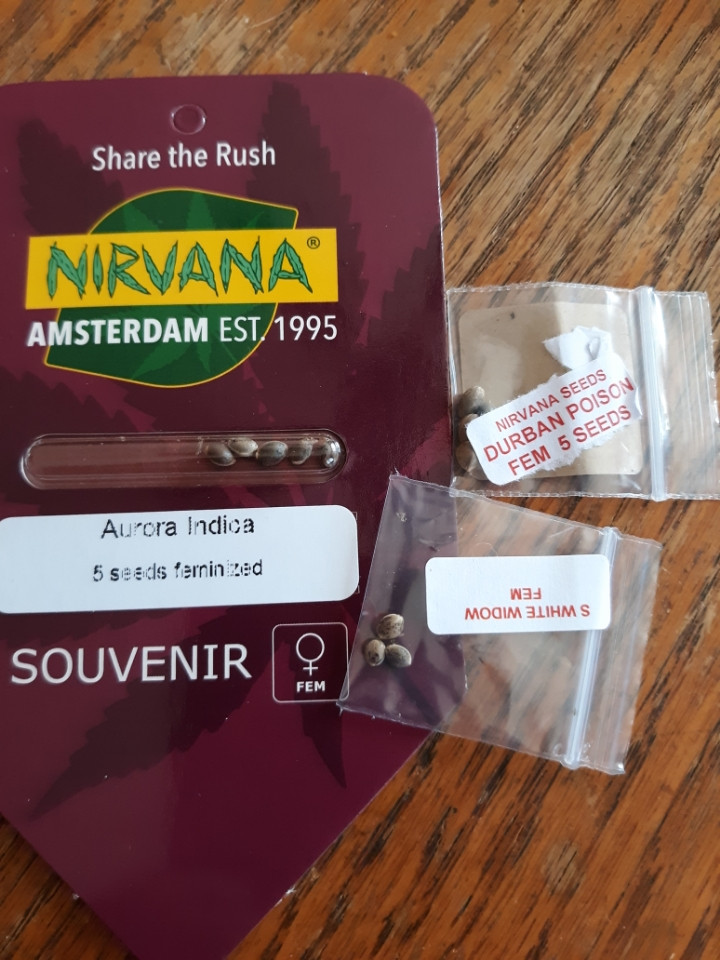 Share the Rush
NIRVANA®
AMSTERDAM EST. 1995
Aurora Indica
5 seeds feminized
SOUVENIR
FEM
NIRVANA SEEDS
DURBAN POISON
FEM 5 SEEDS
S WHITE WIDOW
FEM